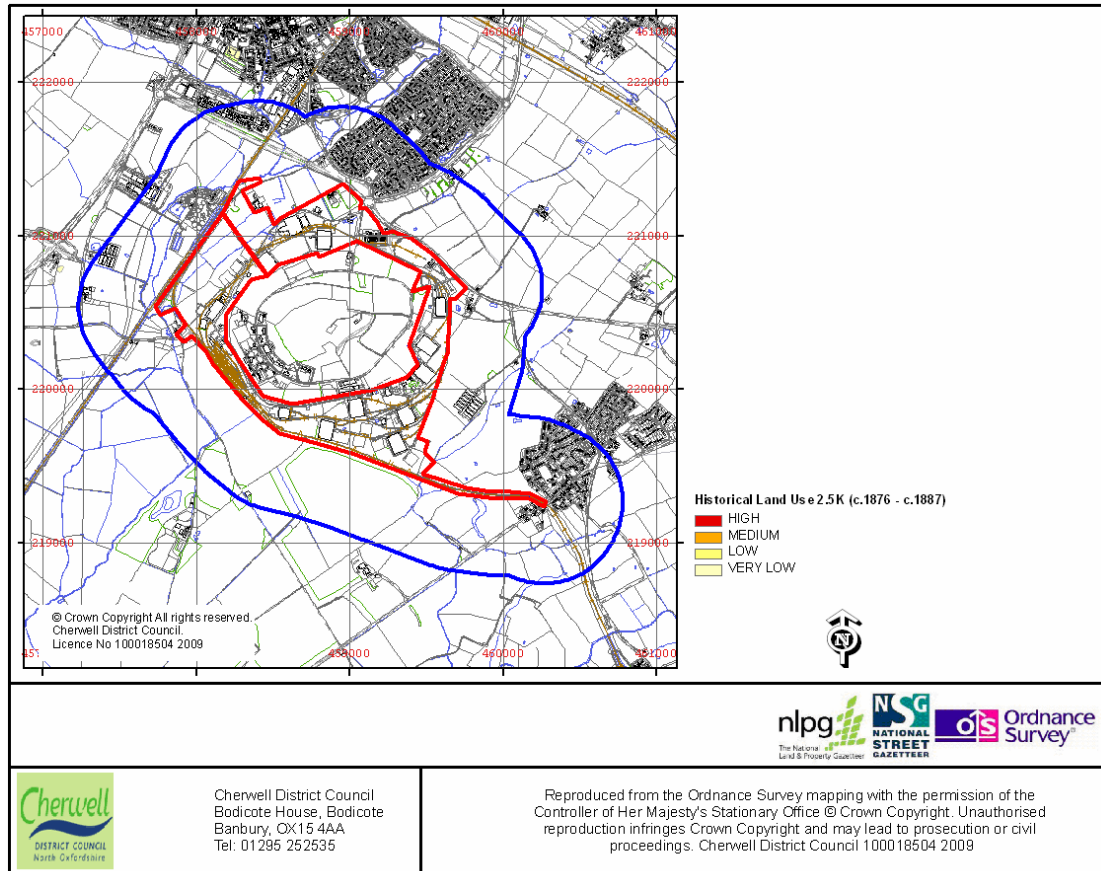 457000
459000
460000
461000
222000
222000
221000
221000
220000
220000
219000
219000
459000
460000
© Crown Copyright All rights reserved.
Cherwell District Council.
Licence No 100018504 2009
Historical Land Use 2.5K (c.1876 - c.1887)
HIGH
MEDIUM
LOW
VERY LOW
N
nlpg
The National
Land & Property Gazetteer
NSG
NATIONAL
STREET
GAZETTEER
OS
Ordnance
Survey
Cherwell
DISTRICT COUNCIL
North Oxfordshire
Cherwell District Council
Bodicote House, Bodicote
Banbury, OX15 4AA
Tel: 01295 252535
Reproduced from the Ordnance Survey mapping with the permission of the
Controller of Her Majesty's Stationary Office © Crown Copyright. Unauthorised
reproduction infringes Crown Copyright and may lead to prosecution or civil
proceedings. Cherwell District Council 100018504 2009